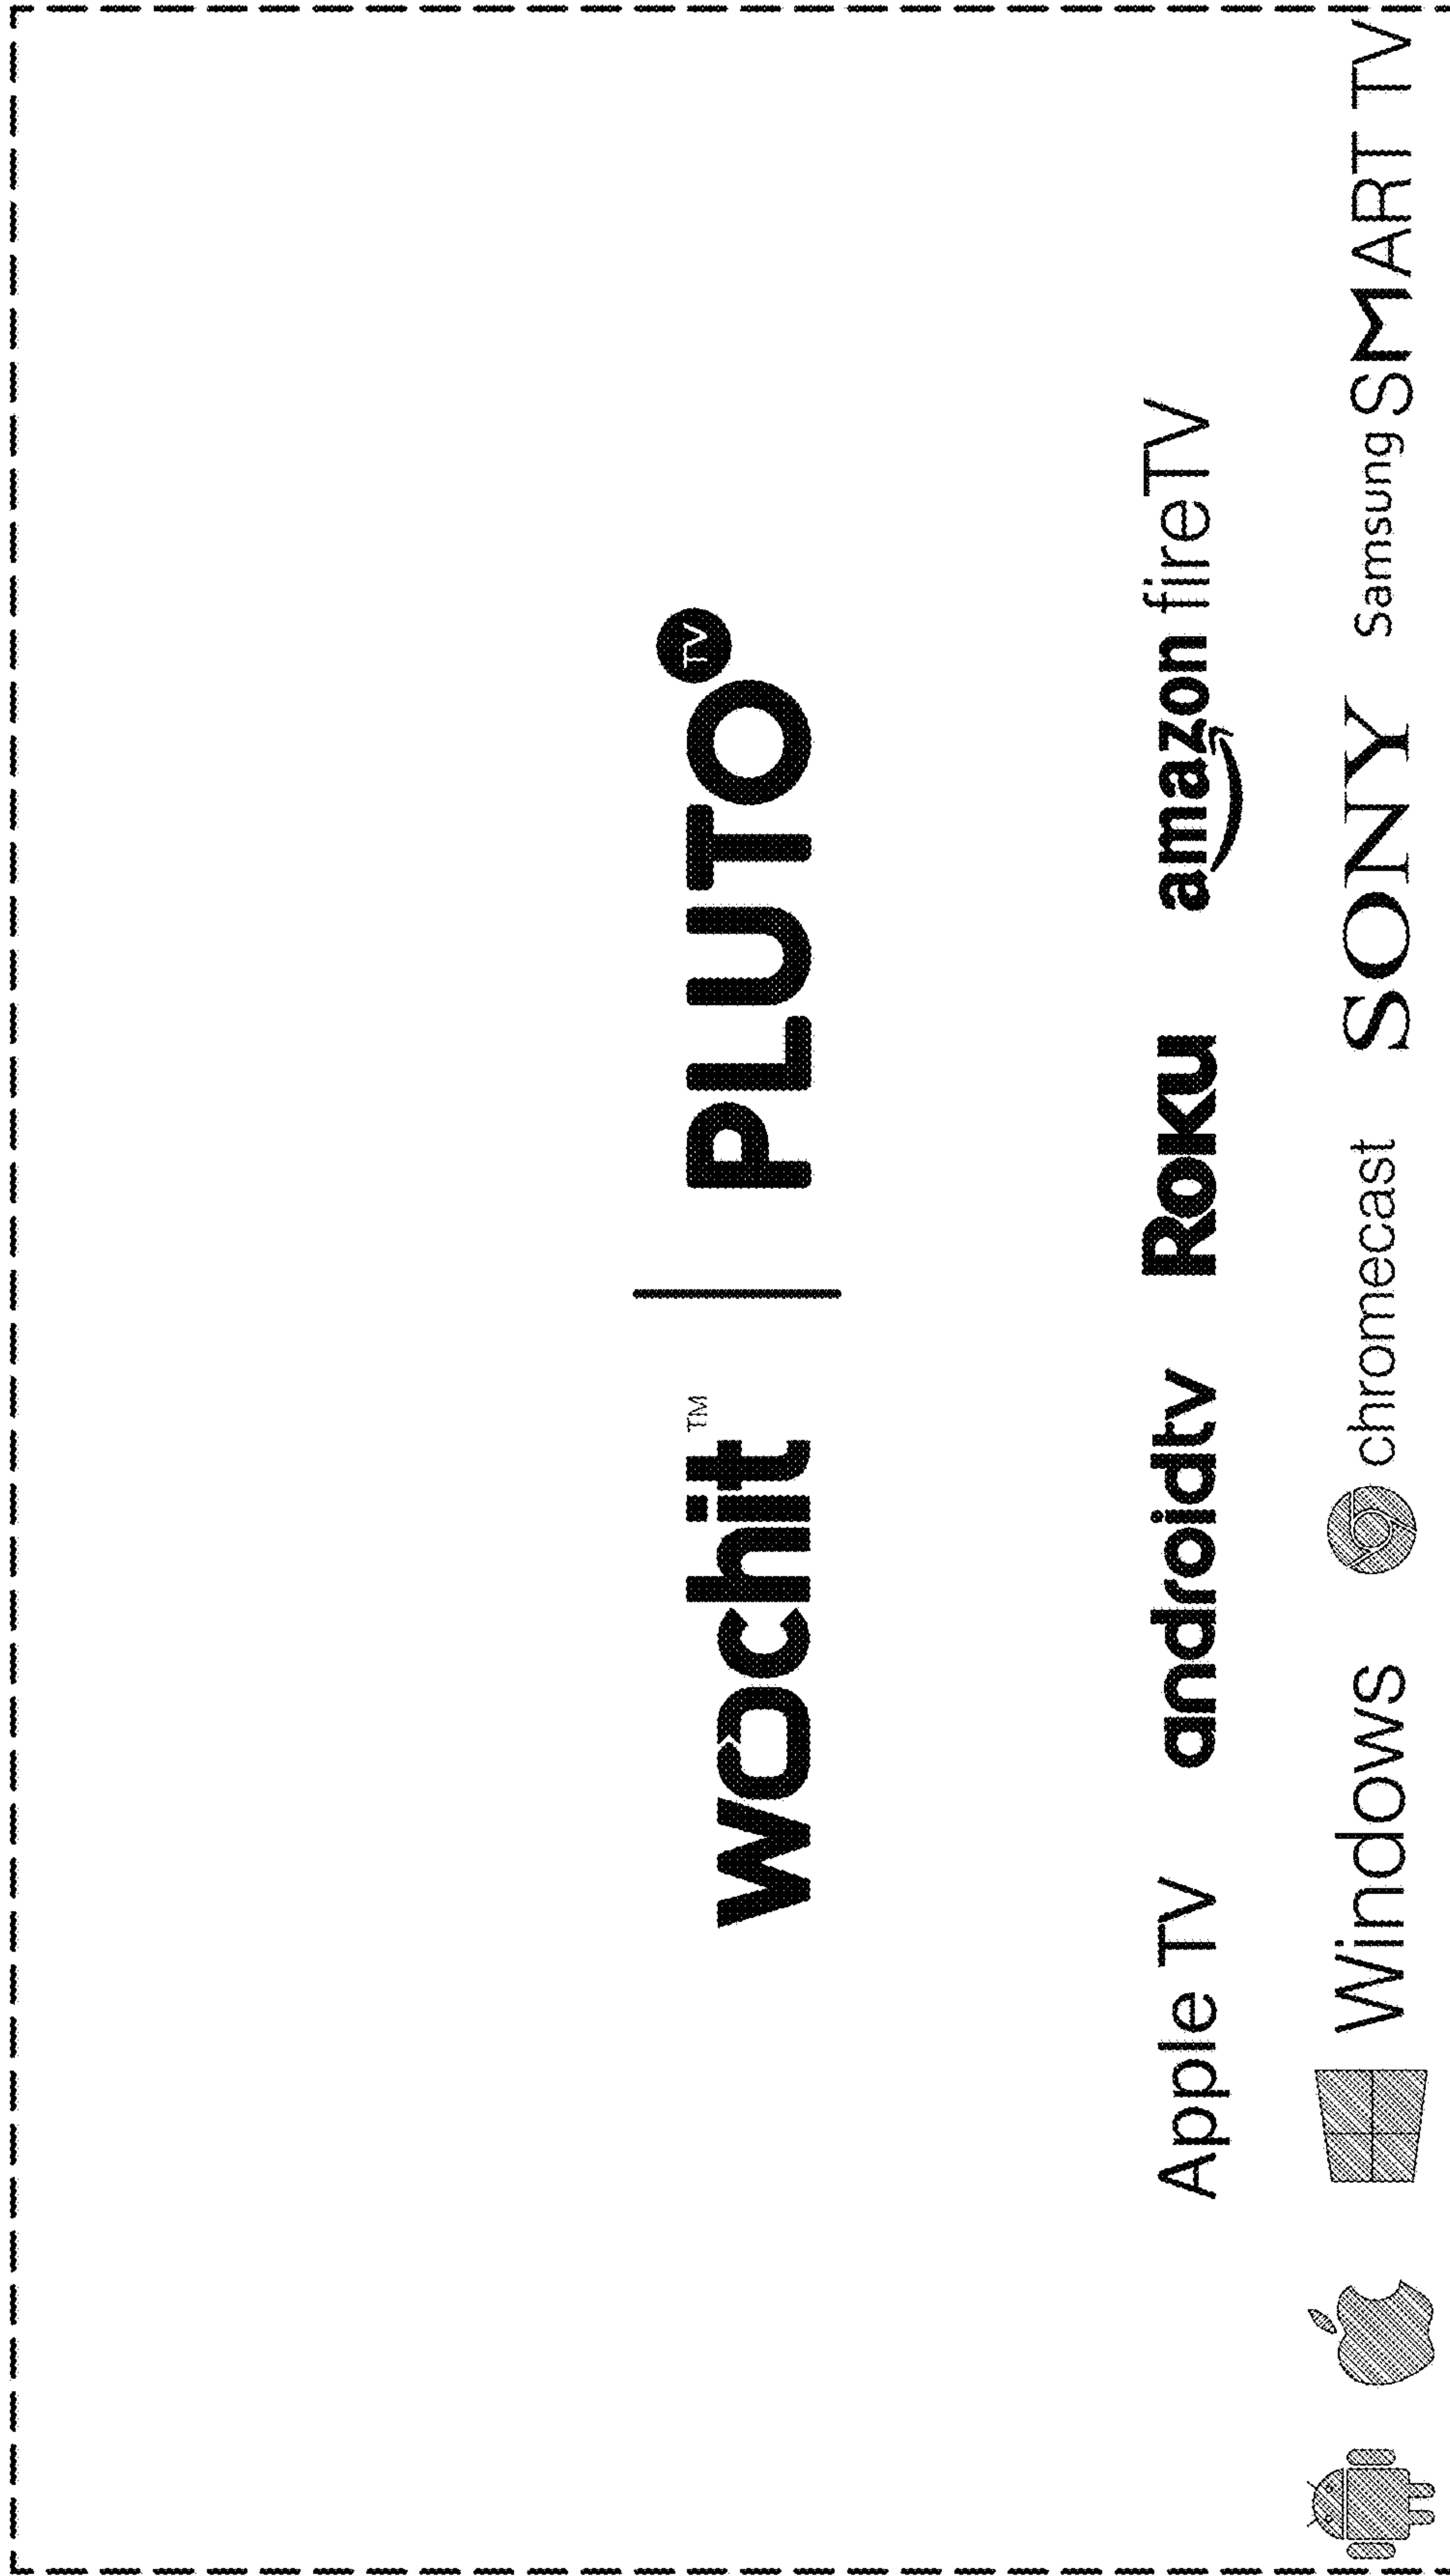 wochit™ | PLUTO TV
Apple TV androidtv Roku amazon fireTV
Windows chromecast SONY Samsung SMART TV